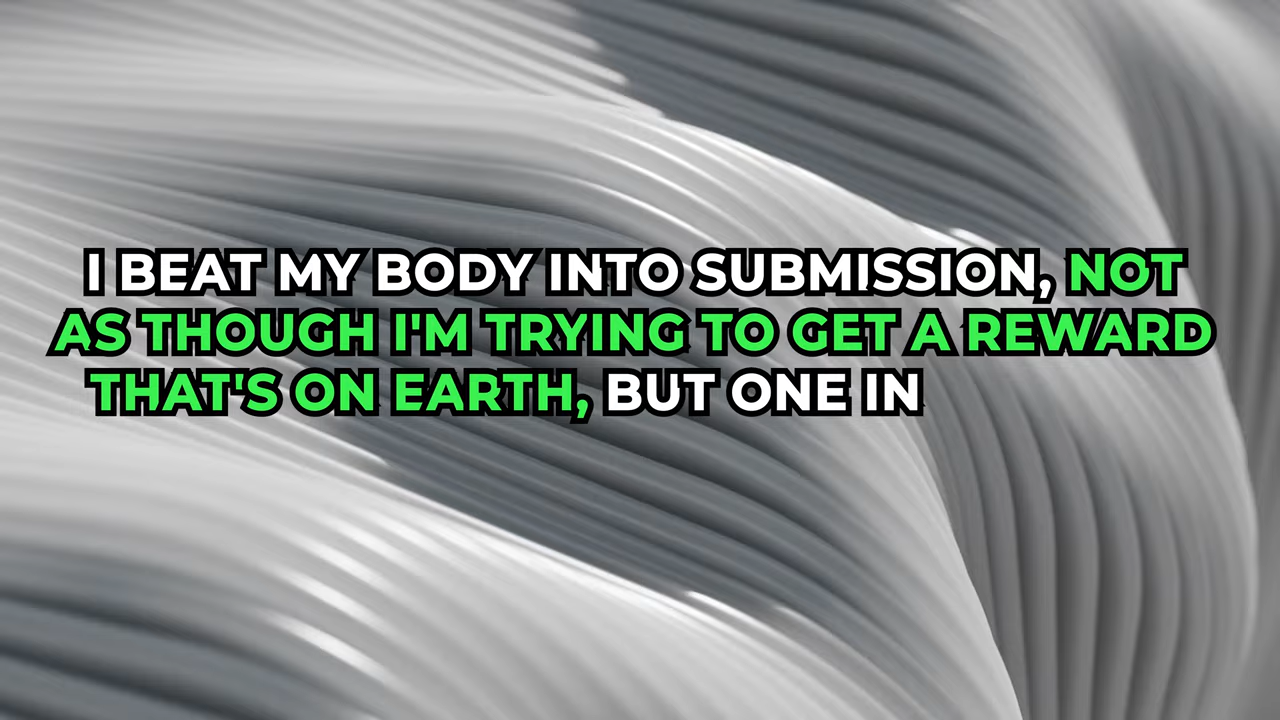 I BEAT MY BODY INTO SUBMISSION, NOT
AS THOUGH I'M TRYING TO GET A REWARD
THAT'S ON EARTH, BUT ONE IN